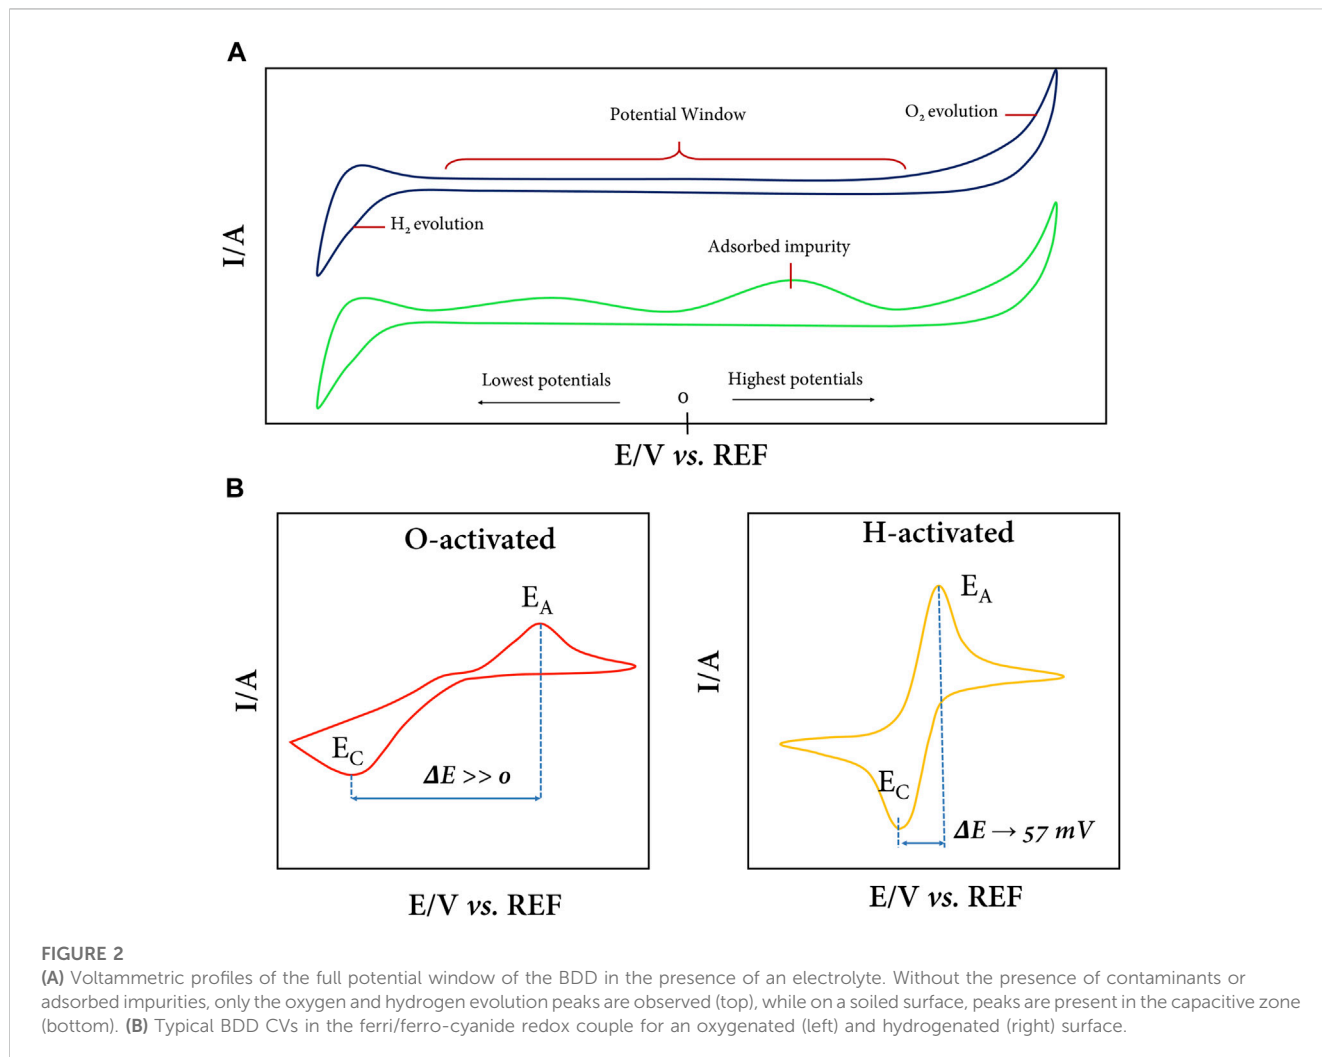 A
Potential Window
O₂ evolution
H₂ evolution
Adsorbed impurity
I/A
Lowest potentials
Highest potentials
0
E/V vs. REF
B
O-activated
E_A
E_C
ΔE >> 0
I/A
E/V vs. REF
H-activated
E_A
E_C
ΔE → 57 mV
I/A
E/V vs. REF
FIGURE 2
(A) Voltammetric profiles of the full potential window of the BDD in the presence of an electrolyte. Without the presence of contaminants or
adsorbed impurities, only the oxygen and hydrogen evolution peaks are observed (top), while on a soiled surface, peaks are present in the capacitive zone
(bottom). (B) Typical BDD CVs in the ferri/ferro-cyanide redox couple for an oxygenated (left) and hydrogenated (right) surface.